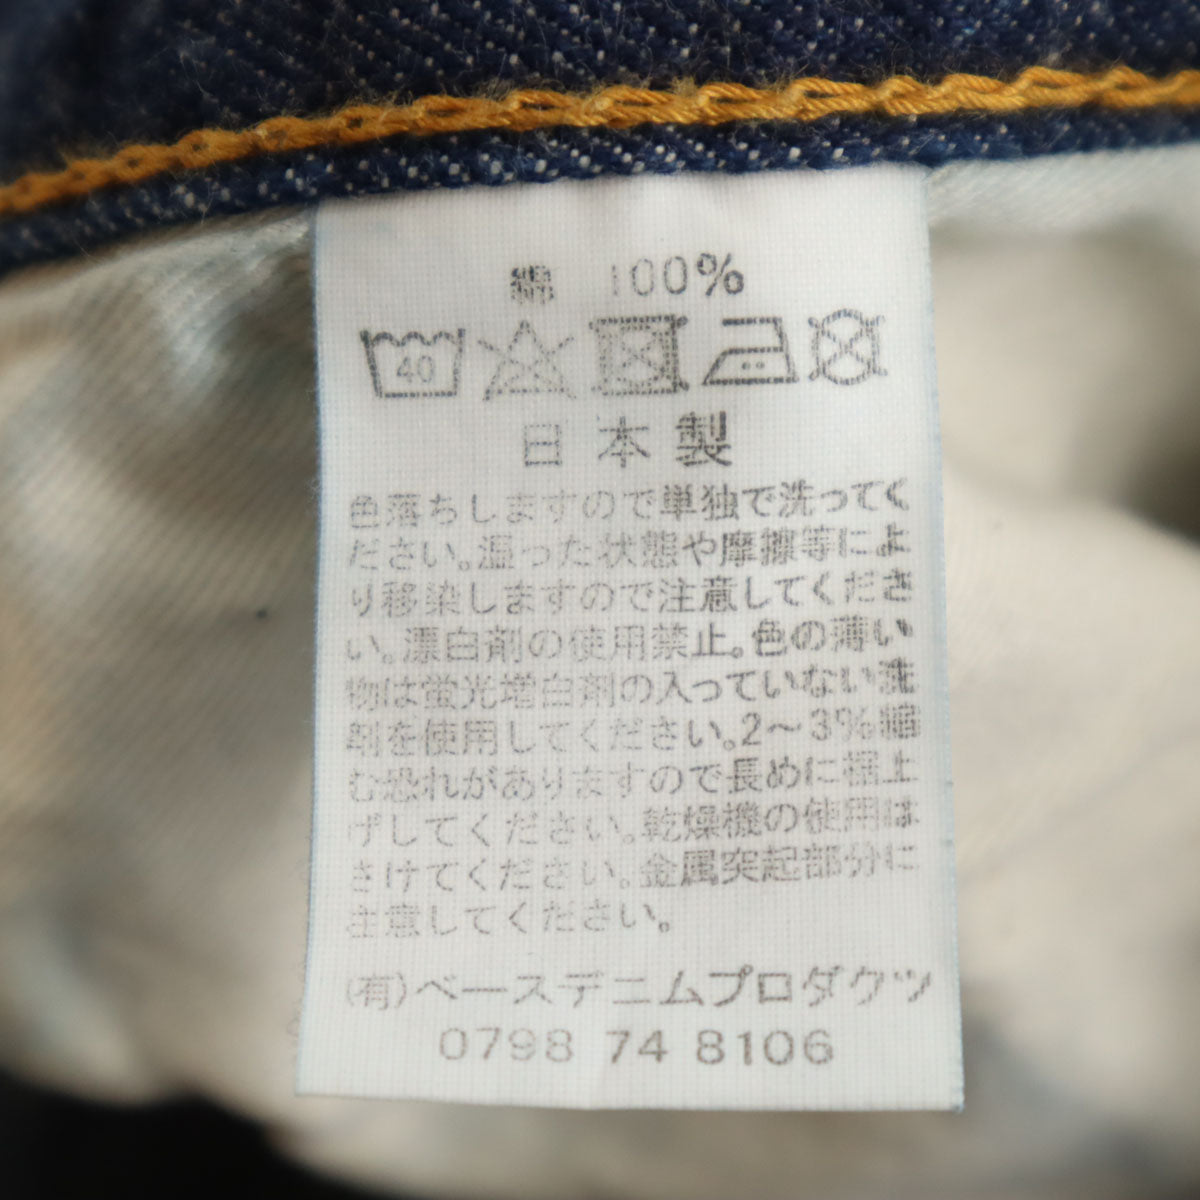 綿 100%
40
日本製
色落ちしますので単独で洗ってく
ださい。湿った状態や摩擦等によ
り移染しますので注意してくださ
い。漂白剤の使用禁止。色の薄い
物は蛍光増白剤の入っていない洗
剤を使用してください。2〜3%縮
む恐れがありますので長めに裾上
げしてください。乾燥機の使用は
さけてください。金属突起部分に
注意してください。
(有)ベースデニムプロダクツ
0798 74 8106